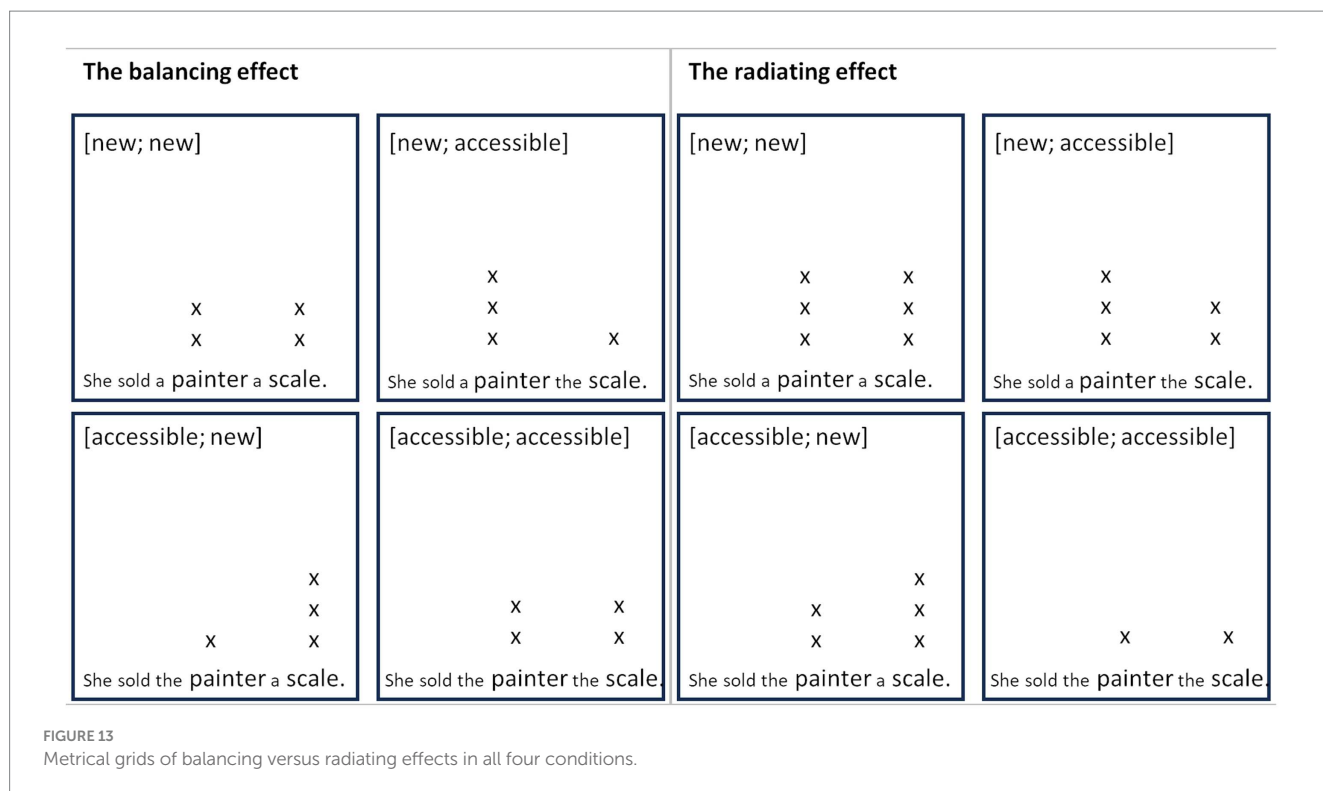 The balancing effect
The radiating effect
[new; new]
x x
x x
She sold a painter a scale.
[new; accessible]
x
x
x x
She sold a painter the scale.
[new; new]
x x
x x
x x
She sold a painter a scale.
[new; accessible]
x
x x
x x
She sold a painter the scale.
[accessible; new]
x
x
x x
She sold the painter a scale.
[accessible; accessible]
x x
x x
She sold the painter the scale.
[accessible; new]
x
x x
x x
She sold the painter a scale.
[accessible; accessible]
x x
She sold the painter the scale.
FIGURE 13
Metrical grids of balancing versus radiating effects in all four conditions.